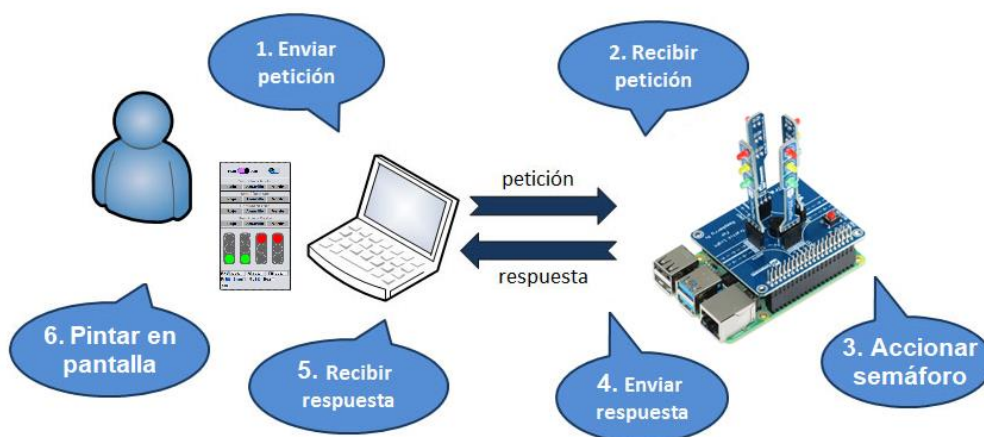 1. Enviar
petición
2. Recibir
petición
petición
respuesta
6. Pintar en
pantalla
5. Recibir
respuesta
4. Enviar
respuesta
3. Accionar
semáforo